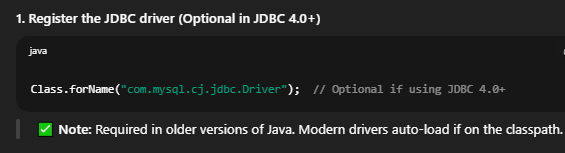 1. Register the JDBC driver (Optional in JDBC 4.0+)
java
Class.forName("com.mysql.cj.jdbc.Driver");  // Optional if using JDBC 4.0+
✅ Note: Required in older versions of Java. Modern drivers auto-load if on the classpath.